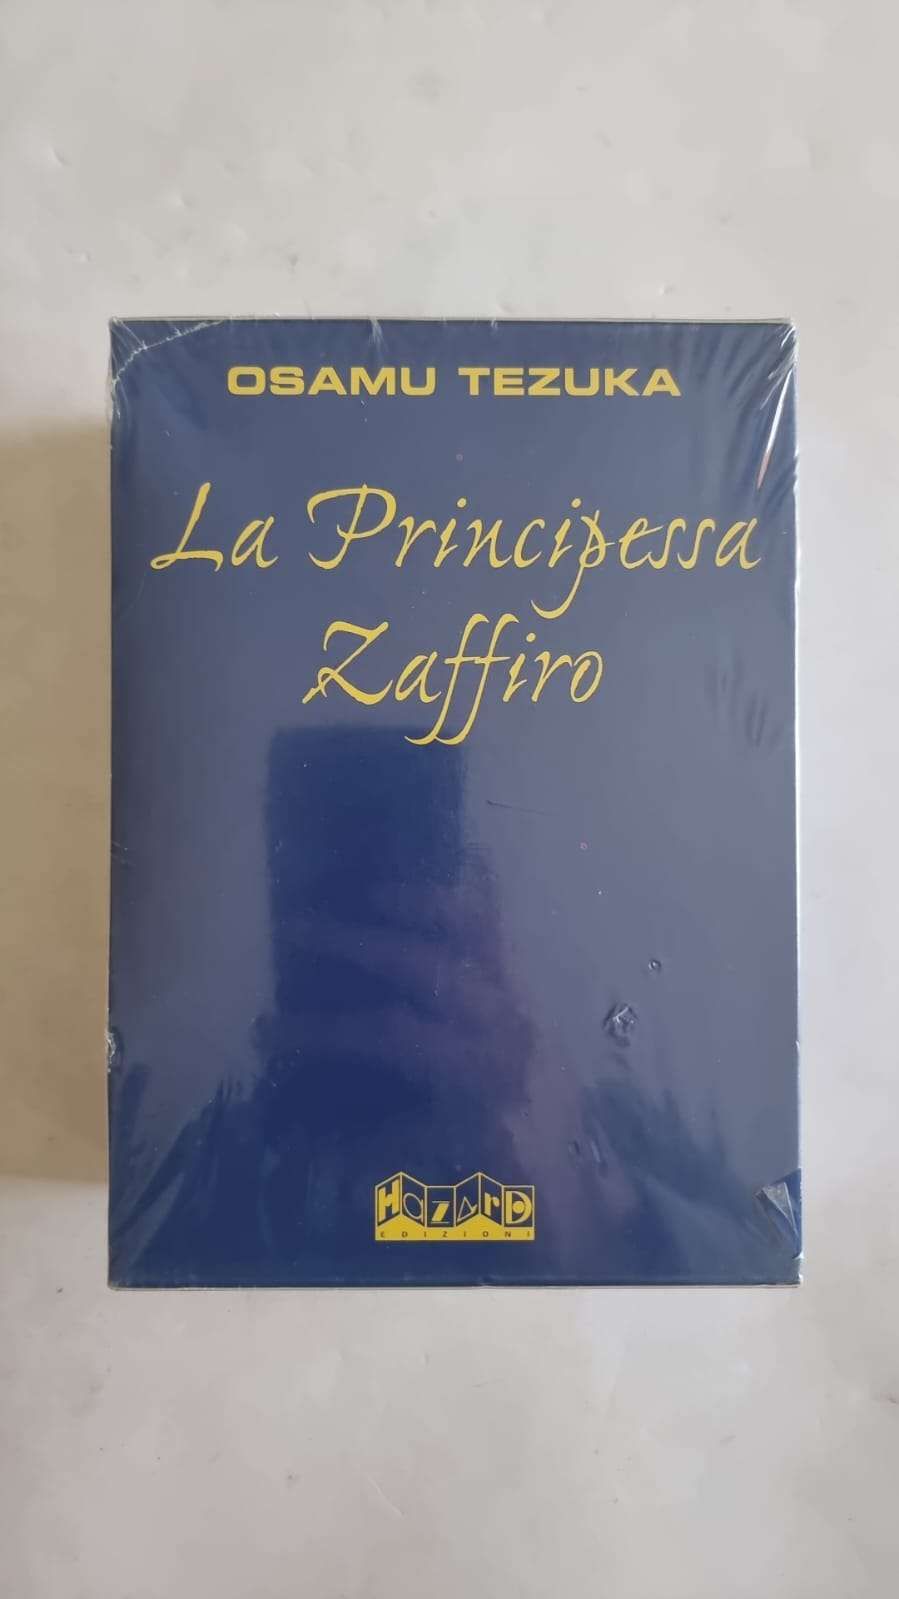 OSAMU TEZUKA
La Principessa
Zaffiro
HaZARD
EDIZIONI